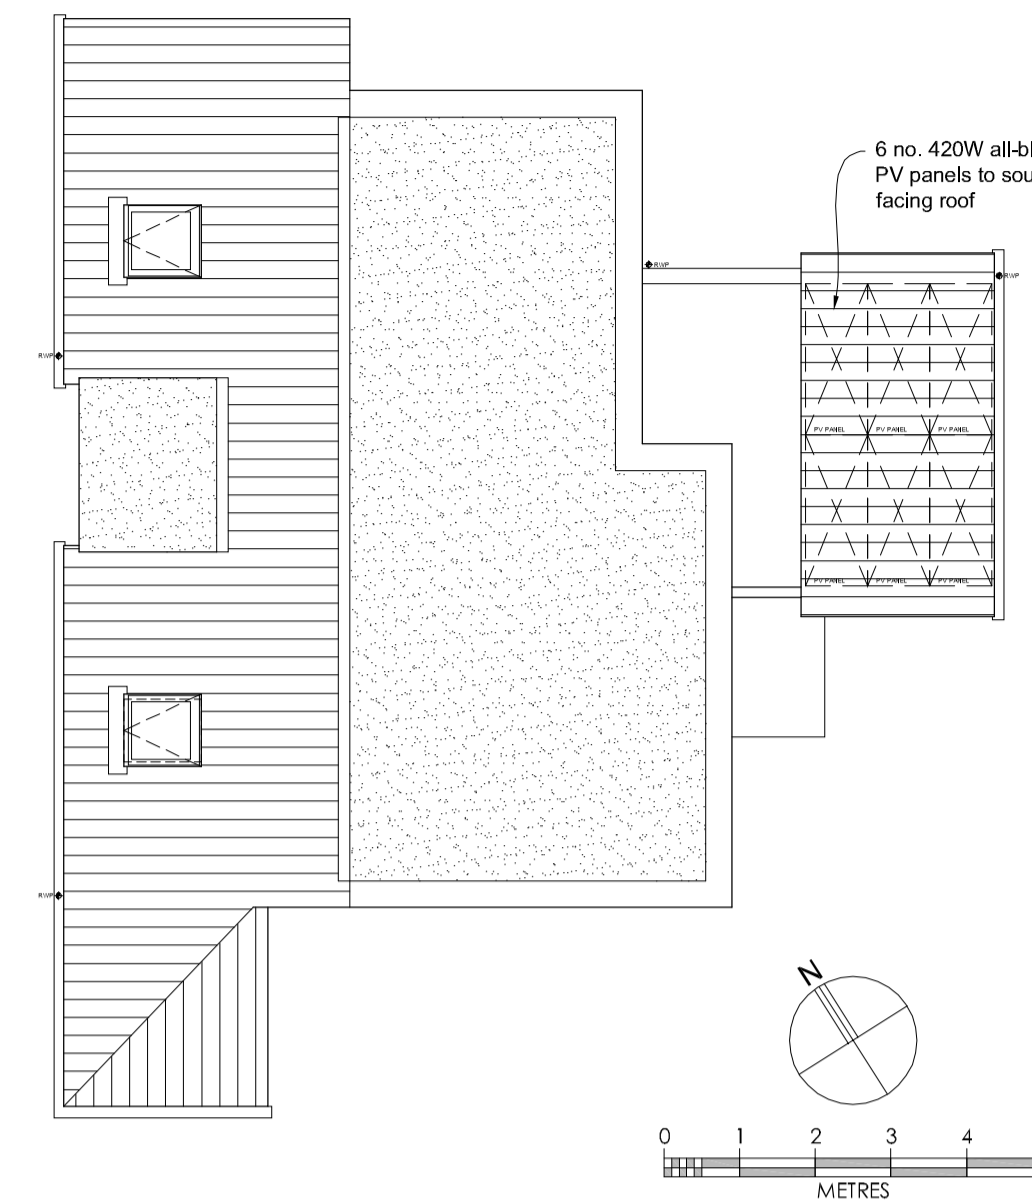 6 no. 420W all-bl
PV panels to sou
facing roof
RWP
RWP
RWP
PV PANEL PV PANEL PV PANEL
PV PANEL PV PANEL PV PANEL
RWP
N
0 1 2 3 4
METRES